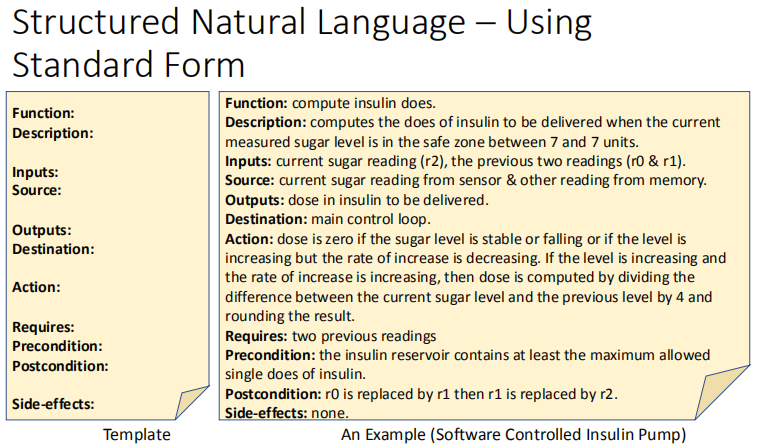 Structured Natural Language – Using
Standard Form
Function:
Description:
Inputs:
Source:
Outputs:
Destination:
Action:
Requires:
Precondition:
Postcondition:
Side-effects:
Template
Function: compute insulin does.
Description: computes the does of insulin to be delivered when the current
measured sugar level is in the safe zone between 7 and 7 units.
Inputs: current sugar reading (r2), the previous two readings (r0 & r1).
Source: current sugar reading from sensor & other reading from memory.
Outputs: dose in insulin to be delivered.
Destination: main control loop.
Action: dose is zero if the sugar level is stable or falling or if the level is
increasing but the rate of increase is decreasing. If the level is increasing and
the rate of increase is increasing, then dose is computed by dividing the
difference between the current sugar level and the previous level by 4 and
rounding the result.
Requires: two previous readings
Precondition: the insulin reservoir contains at least the maximum allowed
single does of insulin.
Postcondition: r0 is replaced by r1 then r1 is replaced by r2.
Side-effects: none.
An Example (Software Controlled Insulin Pump)